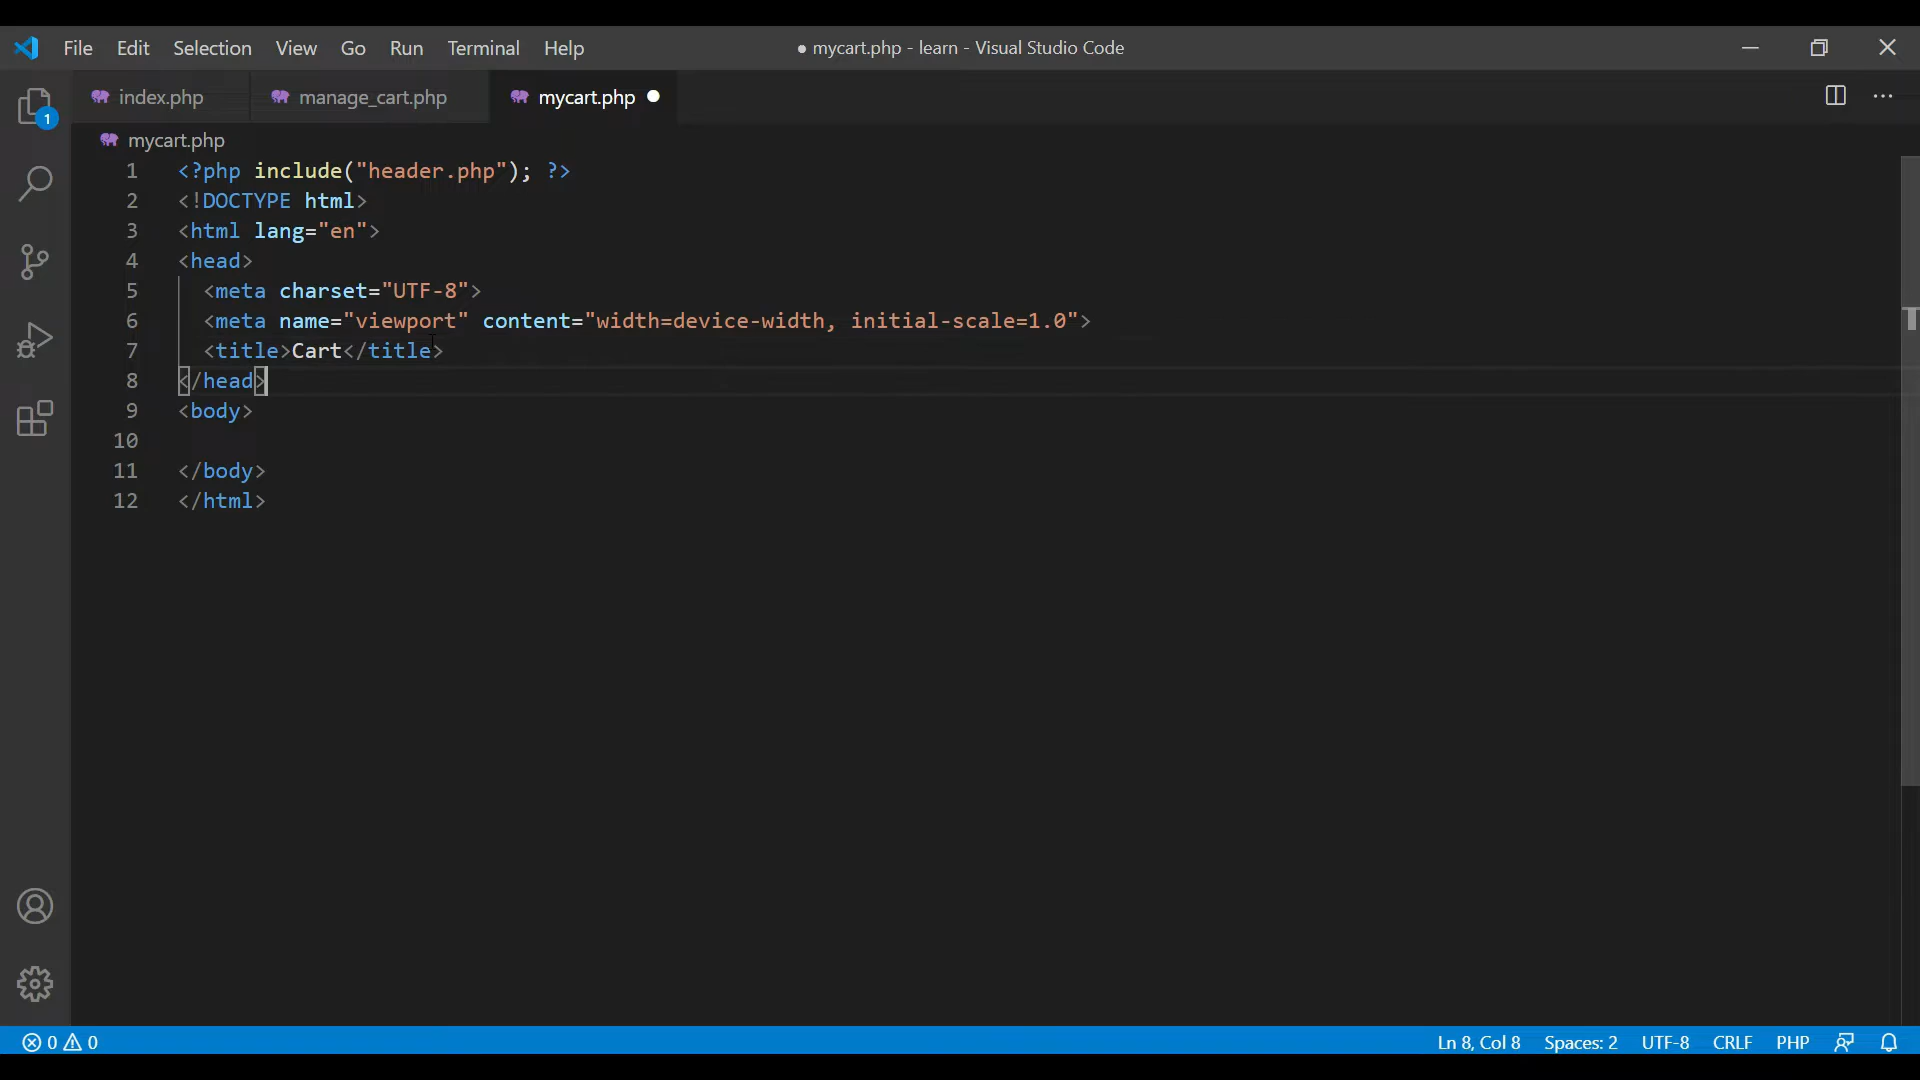 File Edit Selection View Go Run Terminal Help ● mycart.php - learn - Visual Studio Code
index.php manage_cart.php mycart.php ●
1
mycart.php
1 <?php include("header.php"); ?>
2 <!DOCTYPE html>
3 <html lang="en">
4 <head>
5 <meta charset="UTF-8">
6 <meta name="viewport" content="width=device-width, initial-scale=1.0">
7 <title>Cart</title>
8 </head>
9 <body>
10
11 </body>
12 </html>
0 0 Ln 8, Col 8 Spaces: 2 UTF-8 CRLF PHP